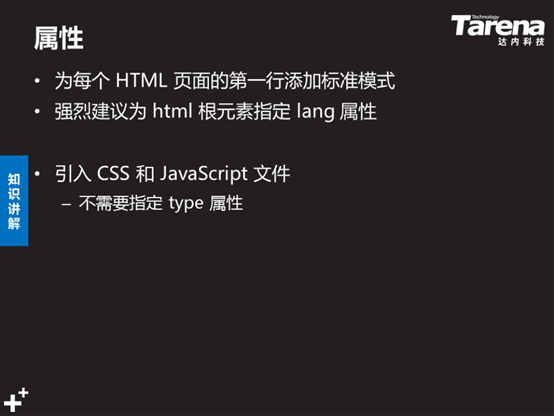 属性
Technology
Tarena
达内科技
• 为每个 HTML 页面的第一行添加标准模式
• 强烈建议为 html 根元素指定 lang 属性
• 引入 CSS 和 JavaScript 文件
– 不需要指定 type 属性
知识讲解